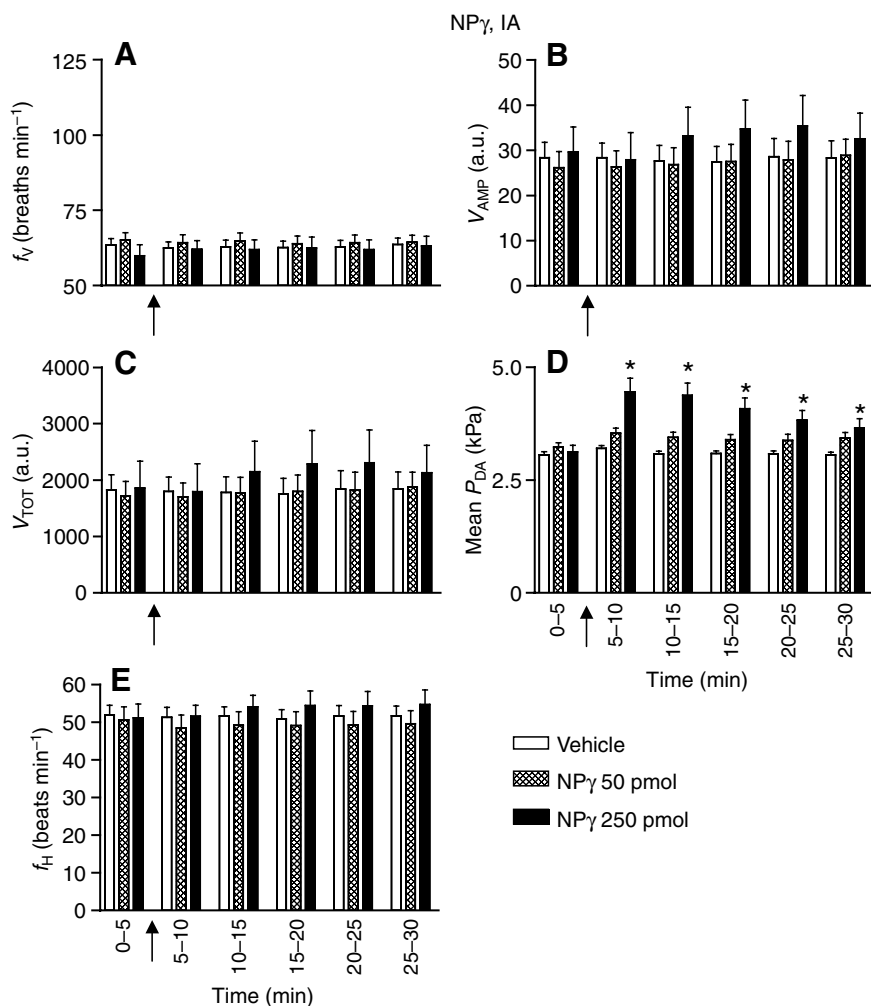 NPγ, IA
A
125
100
75
50
f_V (breaths min⁻¹)
B
50
40
30
20
10
0
V_AMP (a.u.)
C
4000
3000
2000
1000
0
V_TOT (a.u.)
D
5.0
2.5
0
Mean P_DA (kPa)
* * * * *
0–5 5–10 10–15 15–20 20–25 25–30
Time (min)
E
60
50
40
30
20
10
0
f_H (beats min⁻¹)
0–5 5–10 10–15 15–20 20–25 25–30
Time (min)
Vehicle
NPγ 50 pmol
NPγ 250 pmol